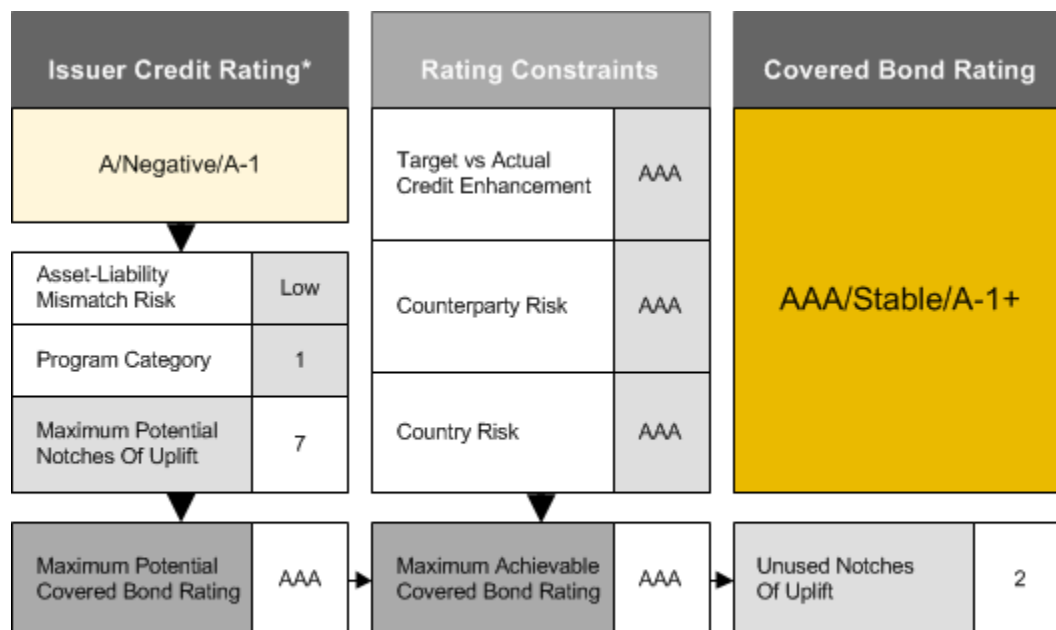 Issuer Credit Rating*
A/Negative/A-1
Asset-Liability
Mismatch Risk
Low
Program Category
1
Maximum Potential
Notches Of Uplift
7
Maximum Potential
Covered Bond Rating
AAA
Rating Constraints
Target vs Actual
Credit Enhancement
AAA
Counterparty Risk
AAA
Country Risk
AAA
Maximum Achievable
Covered Bond Rating
AAA
Covered Bond Rating
AAA/Stable/A-1+
Unused Notches
Of Uplift
2